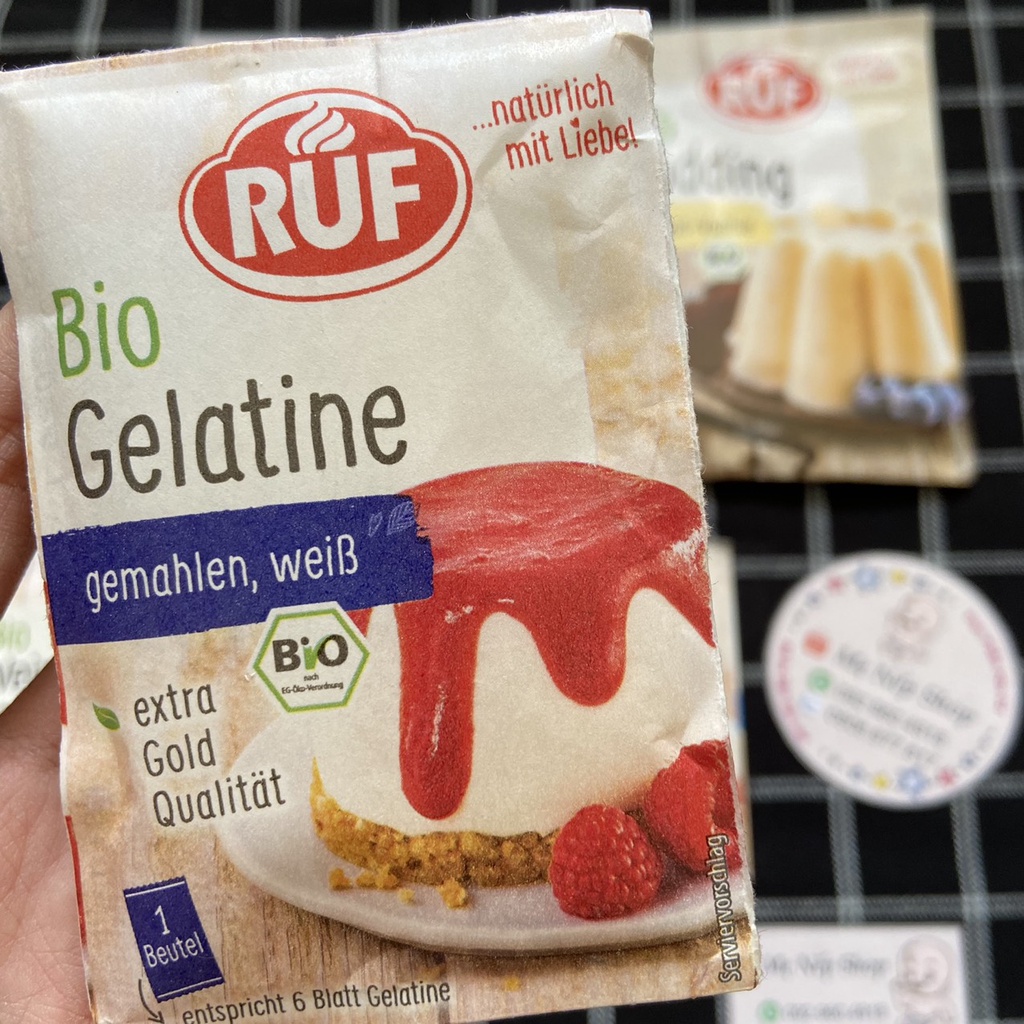 ...natürlich
mit Liebe!
RUF
Bio
Gelatine
gemahlen, weiß
BiO
nach
EG-Öko-Verordnung
extra
Gold
Qualität
1
Beutel
entspricht 6 Blatt Gelatine
Serviervorschlag
RUF